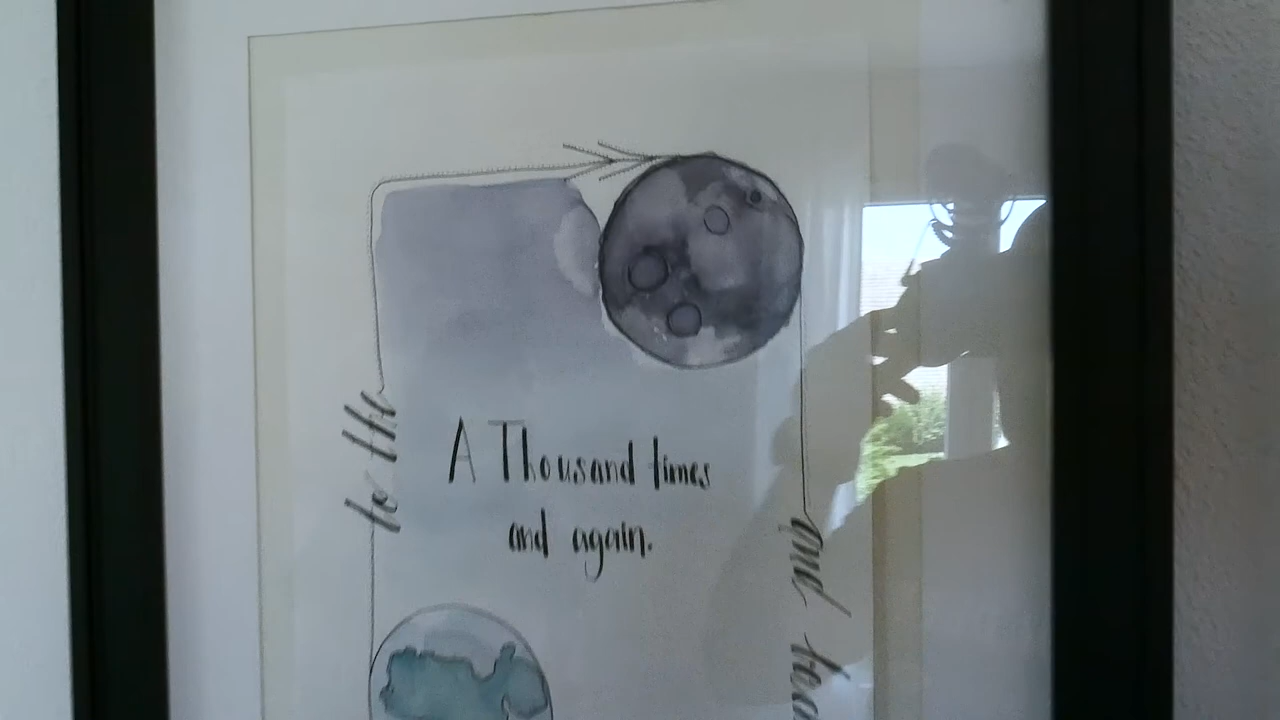 to the
A Thousand times
and again.
and